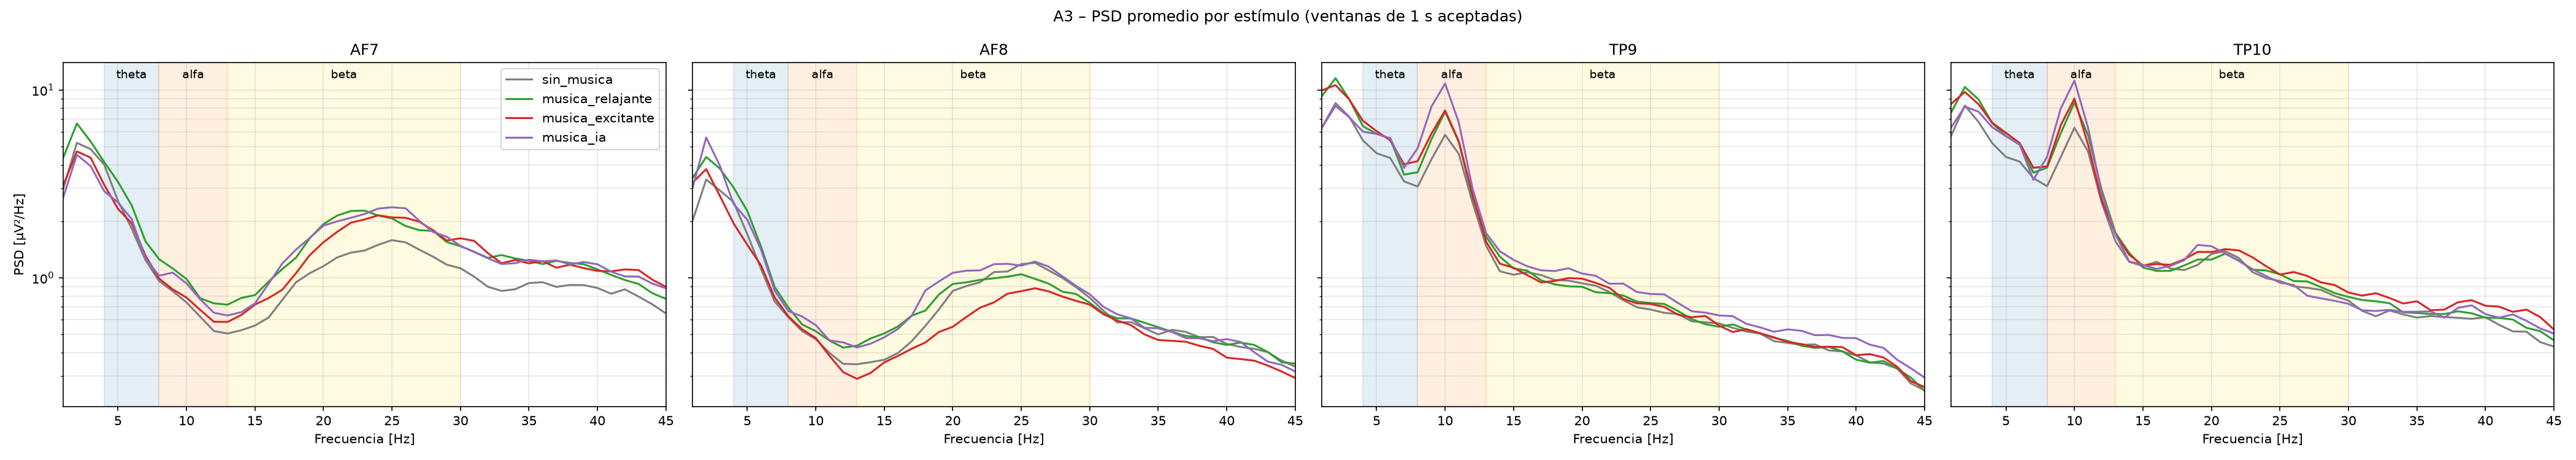 A3 – PSD promedio por estímulo (ventanas de 1 s aceptadas)
AF7
theta alfa beta
sin_musica
musica_relajante
musica_excitante
musica_ia
PSD [µV²/Hz]
10¹
10⁰
5 10 15 20 25 30 35 40 45
Frecuencia [Hz]
AF8
theta alfa beta
5 10 15 20 25 30 35 40 45
Frecuencia [Hz]
TP9
theta alfa beta
5 10 15 20 25 30 35 40 45
Frecuencia [Hz]
TP10
theta alfa beta
5 10 15 20 25 30 35 40 45
Frecuencia [Hz]